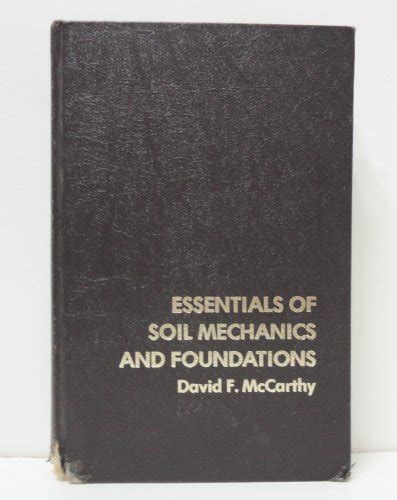 ESSENTIALS OF
SOIL MECHANICS
AND FOUNDATIONS
David F. McCarthy